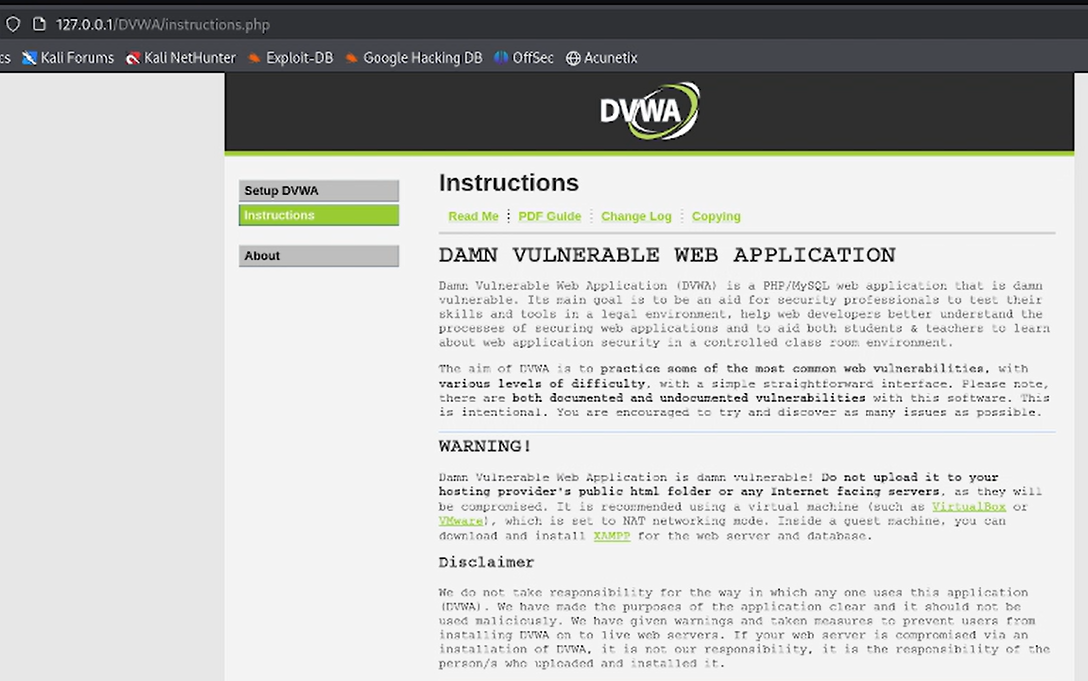 127.0.0.1/DVWA/instructions.php
cs Kali Forums Kali NetHunter Exploit-DB Google Hacking DB OffSec Acunetix
DVWA
Setup DVWA
Instructions
About
Instructions
Read Me PDF Guide Change Log Copying
DAMN VULNERABLE WEB APPLICATION
Damn Vulnerable Web Application (DVWA) is a PHP/MySQL web application that is damn
vulnerable. Its main goal is to be an aid for security professionals to test their
skills and tools in a legal environment, help web developers better understand the
processes of securing web applications and to aid both students & teachers to learn
about web application security in a controlled class room environment.
The aim of DVWA is to practice some of the most common web vulnerabilities, with
various levels of difficulty, with a simple straightforward interface. Please note,
there are both documented and undocumented vulnerabilities with this software. This
is intentional. You are encouraged to try and discover as many issues as possible.
WARNING!
Damn Vulnerable Web Application is damn vulnerable! Do not upload it to your
hosting provider's public html folder or any Internet facing servers, as they will
be compromised. It is recommended using a virtual machine (such as VirtualBox or
VMware), which is set to NAT networking mode. Inside a guest machine, you can
download and install XAMPP for the web server and database.
Disclaimer
We do not take responsibility for the way in which any one uses this application
(DVWA). We have made the purposes of the application clear and it should not be
used maliciously. We have given warnings and taken measures to prevent users from
installing DVWA on to live web servers. If your web server is compromised via an
installation of DVWA, it is not our responsibility, it is the responsibility of the
person/s who uploaded and installed it.